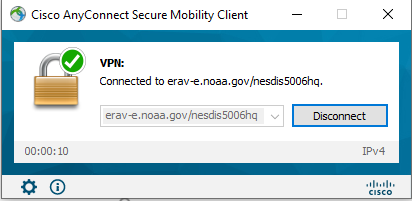 Cisco AnyConnect Secure Mobility Client
VPN:
Connected to erav-e.noaa.gov/nesdis5006hq.
erav-e.noaa.gov/nesdis5006hq
Disconnect
00:00:10
IPv4
cisco